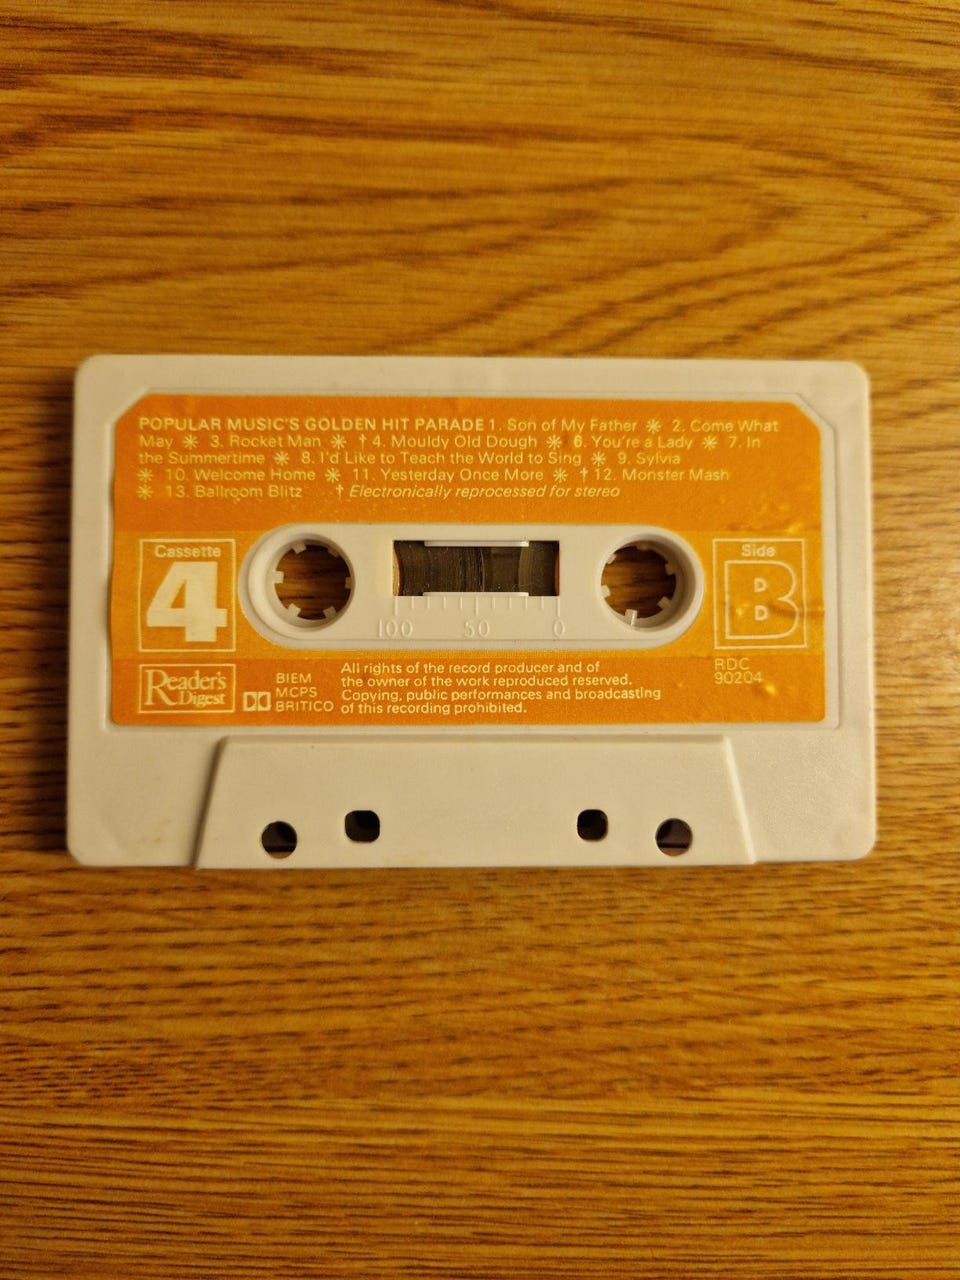 POPULAR MUSIC'S GOLDEN HIT PARADE 1. Son of My Father ✳ 2. Come What
May ✳ 3. Rocket Man ✳ † 4. Mouldy Old Dough ✳ 6. You're a Lady ✳ 7. In
the Summertime ✳ 8. I'd Like to Teach the World to Sing ✳ 9. Sylvia
✳ 10. Welcome Home ✳ 11. Yesterday Once More ✳ † 12. Monster Mash
✳ 13. Ballroom Blitz † Electronically reprocessed for stereo
Cassette
4
Side
B
100 50 0
Reader's
Digest
BIEM
MCPS
BRITICO
All rights of the record producer and of
the owner of the work reproduced reserved.
Copying, public performances and broadcasting
of this recording prohibited.
RDC
90204